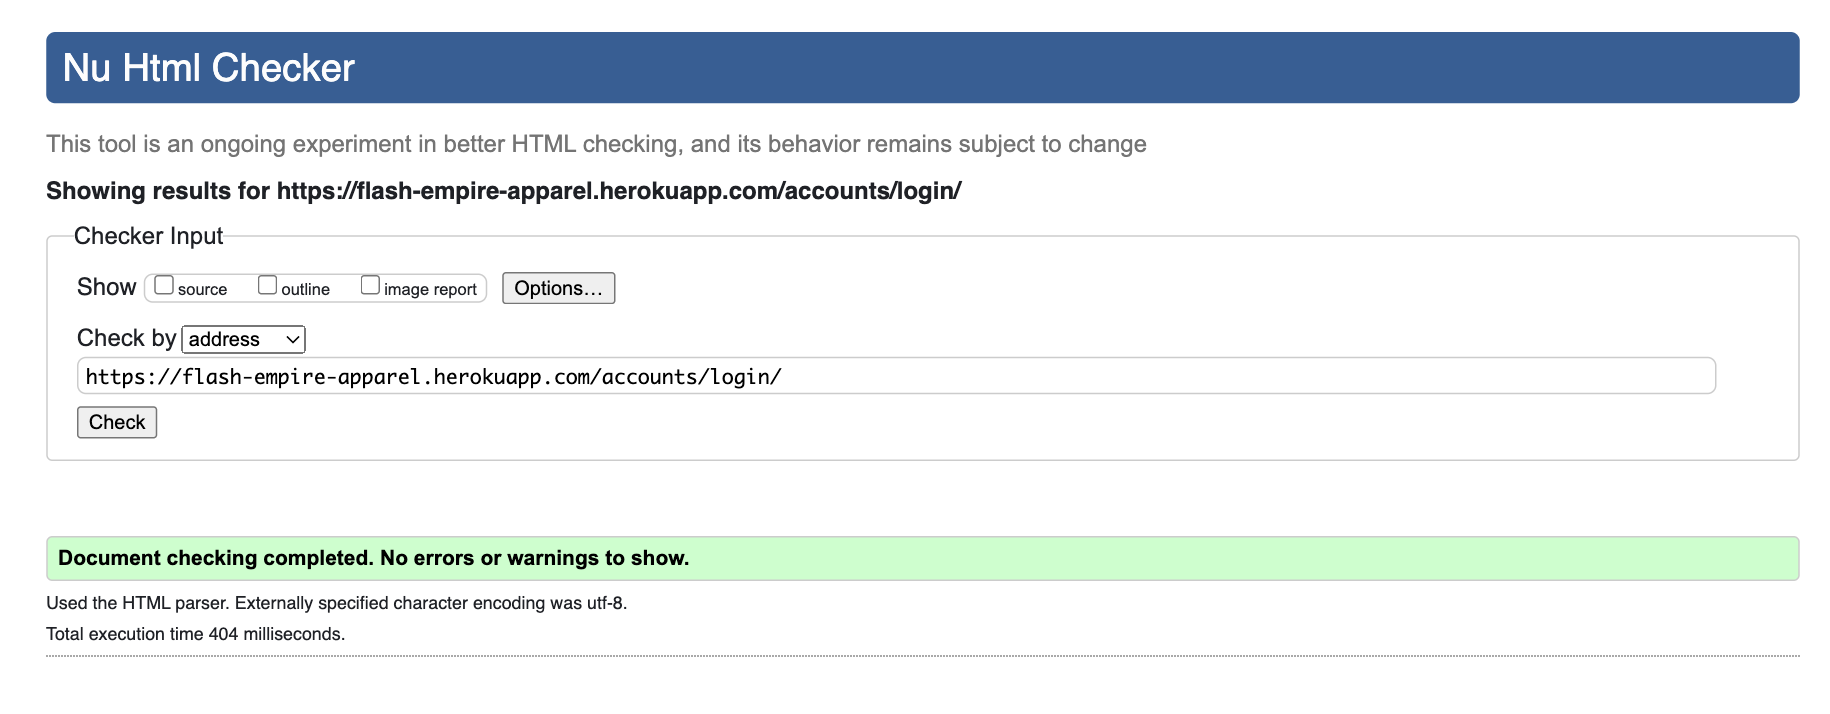 Nu Html Checker
This tool is an ongoing experiment in better HTML checking, and its behavior remains subject to change
Showing results for https://flash-empire-apparel.herokuapp.com/accounts/login/
Checker Input
Show source outline image report Options...
Check by address
https://flash-empire-apparel.herokuapp.com/accounts/login/
Check
Document checking completed. No errors or warnings to show.
Used the HTML parser. Externally specified character encoding was utf-8.
Total execution time 404 milliseconds.